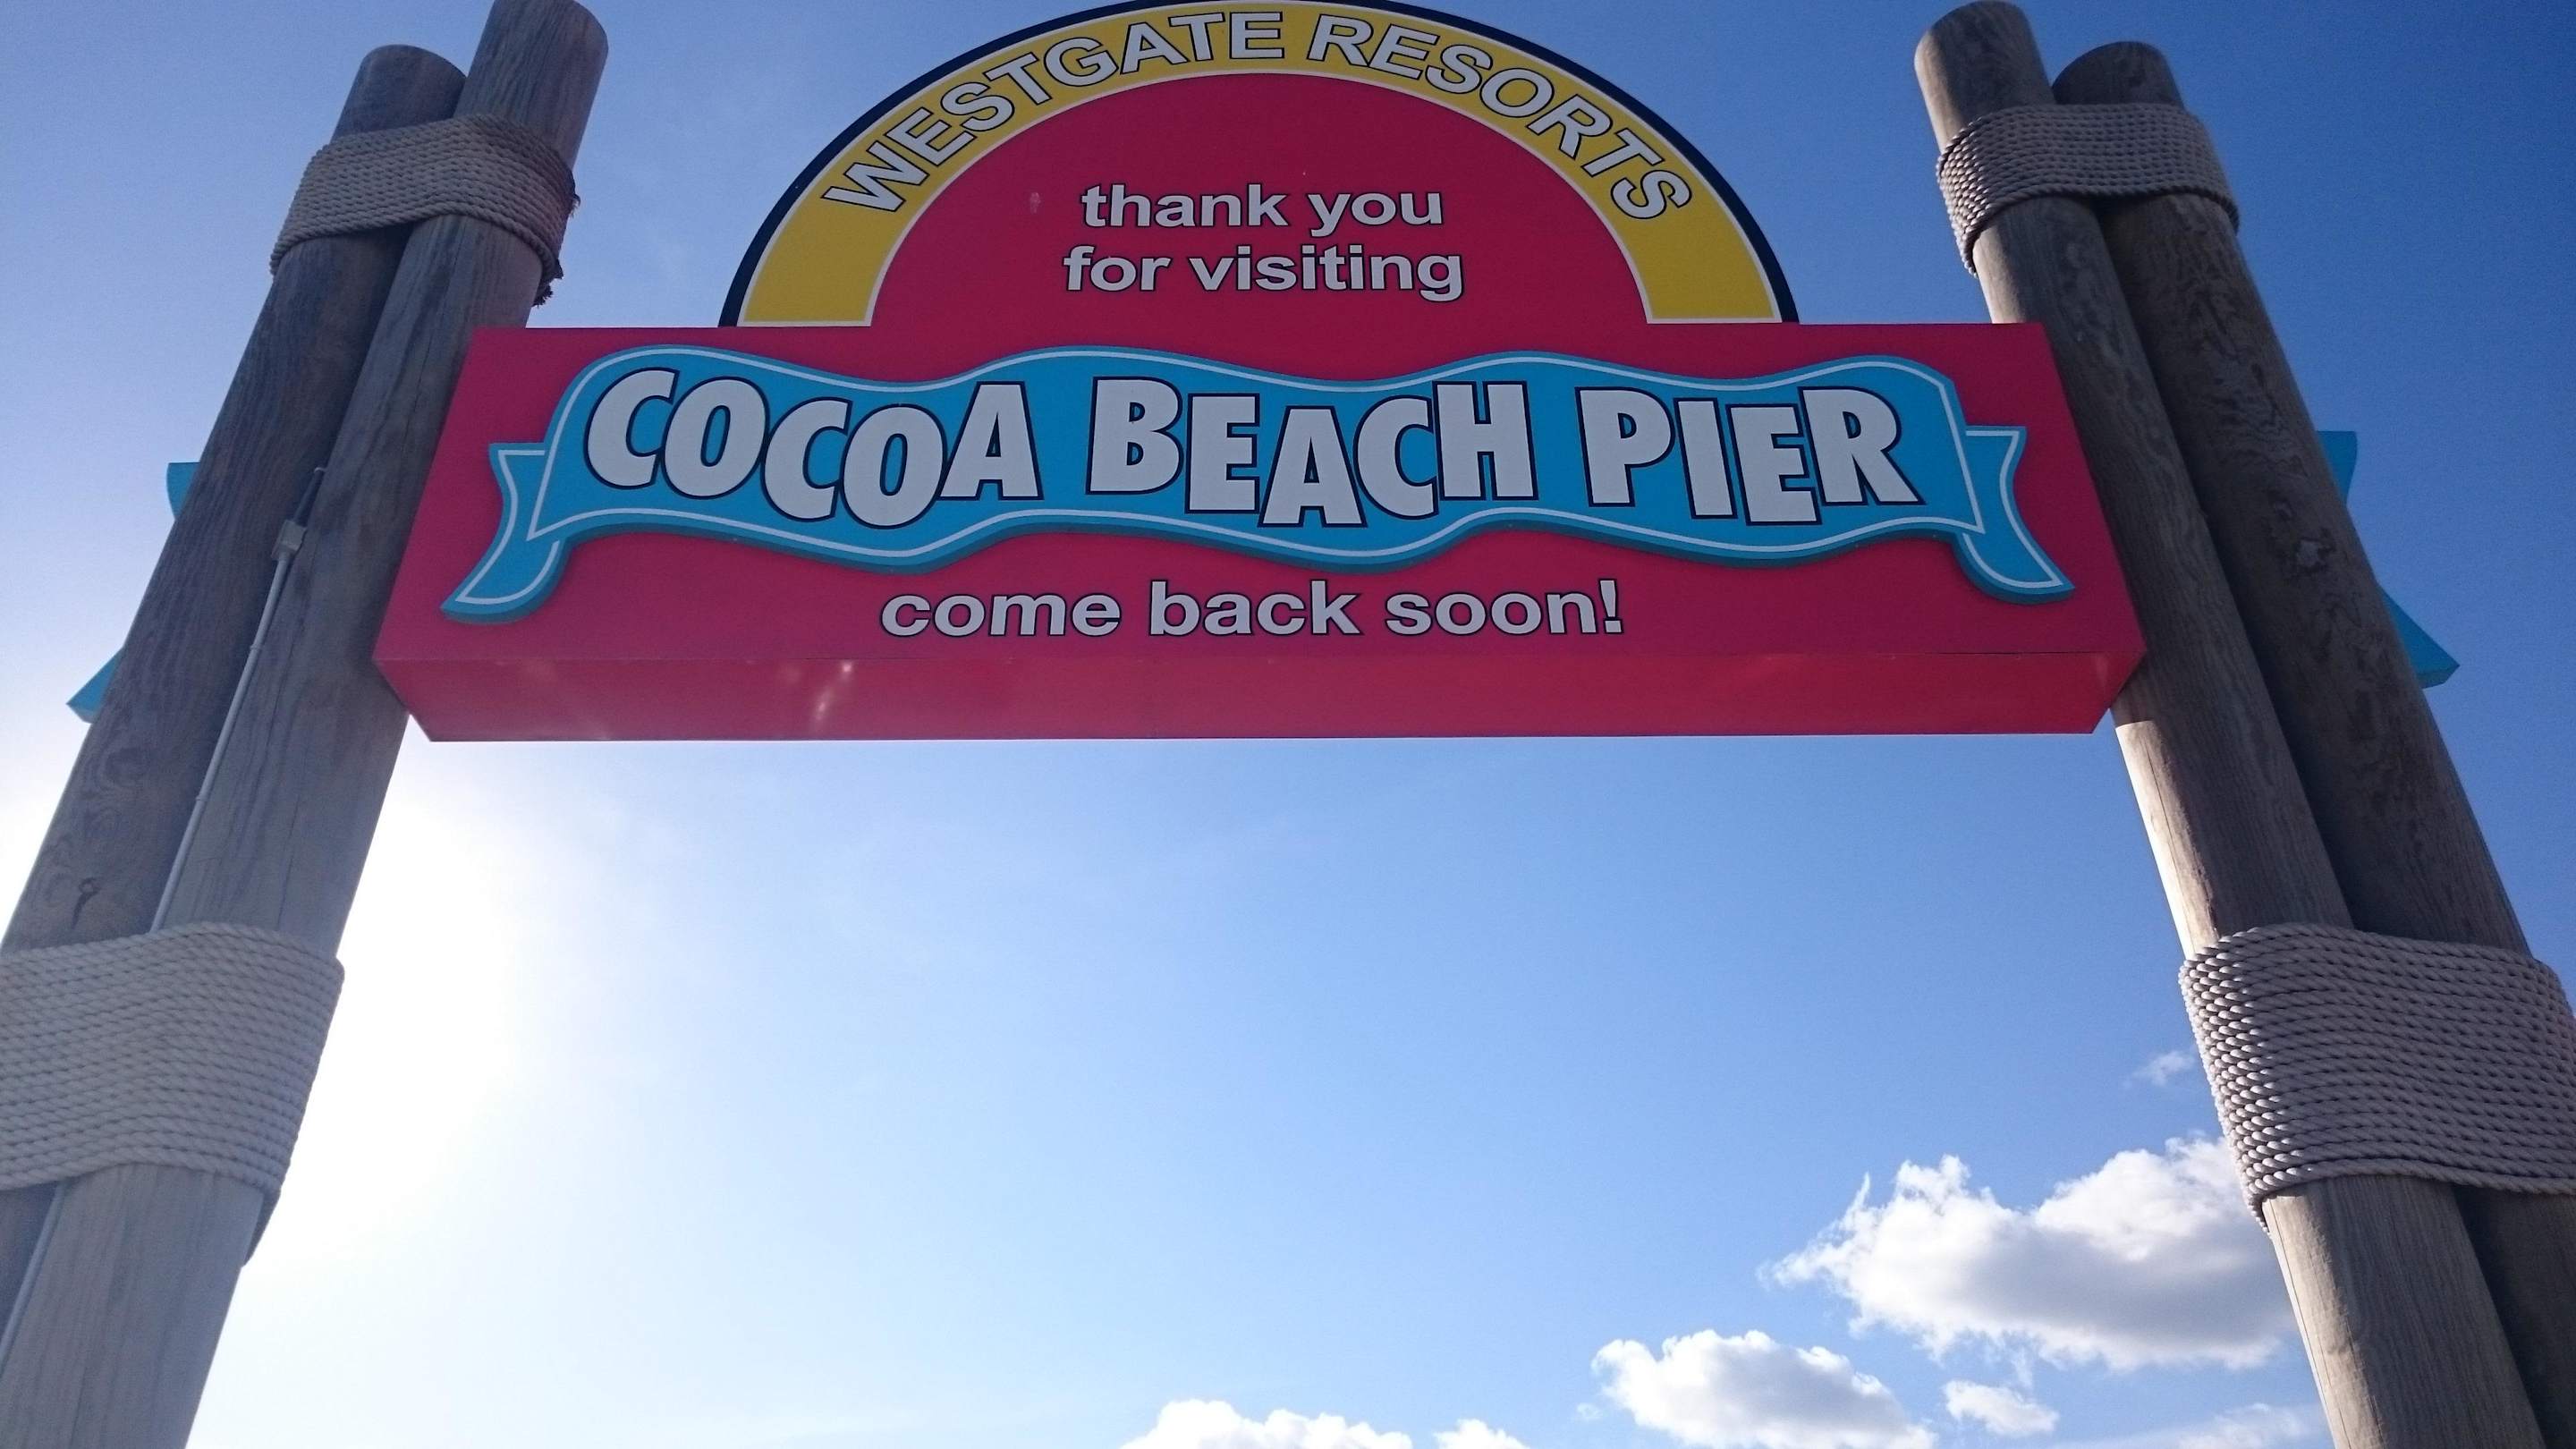 WESTGATE RESORTS
thank you
for visiting
COCOA BEACH PIER
come back soon!